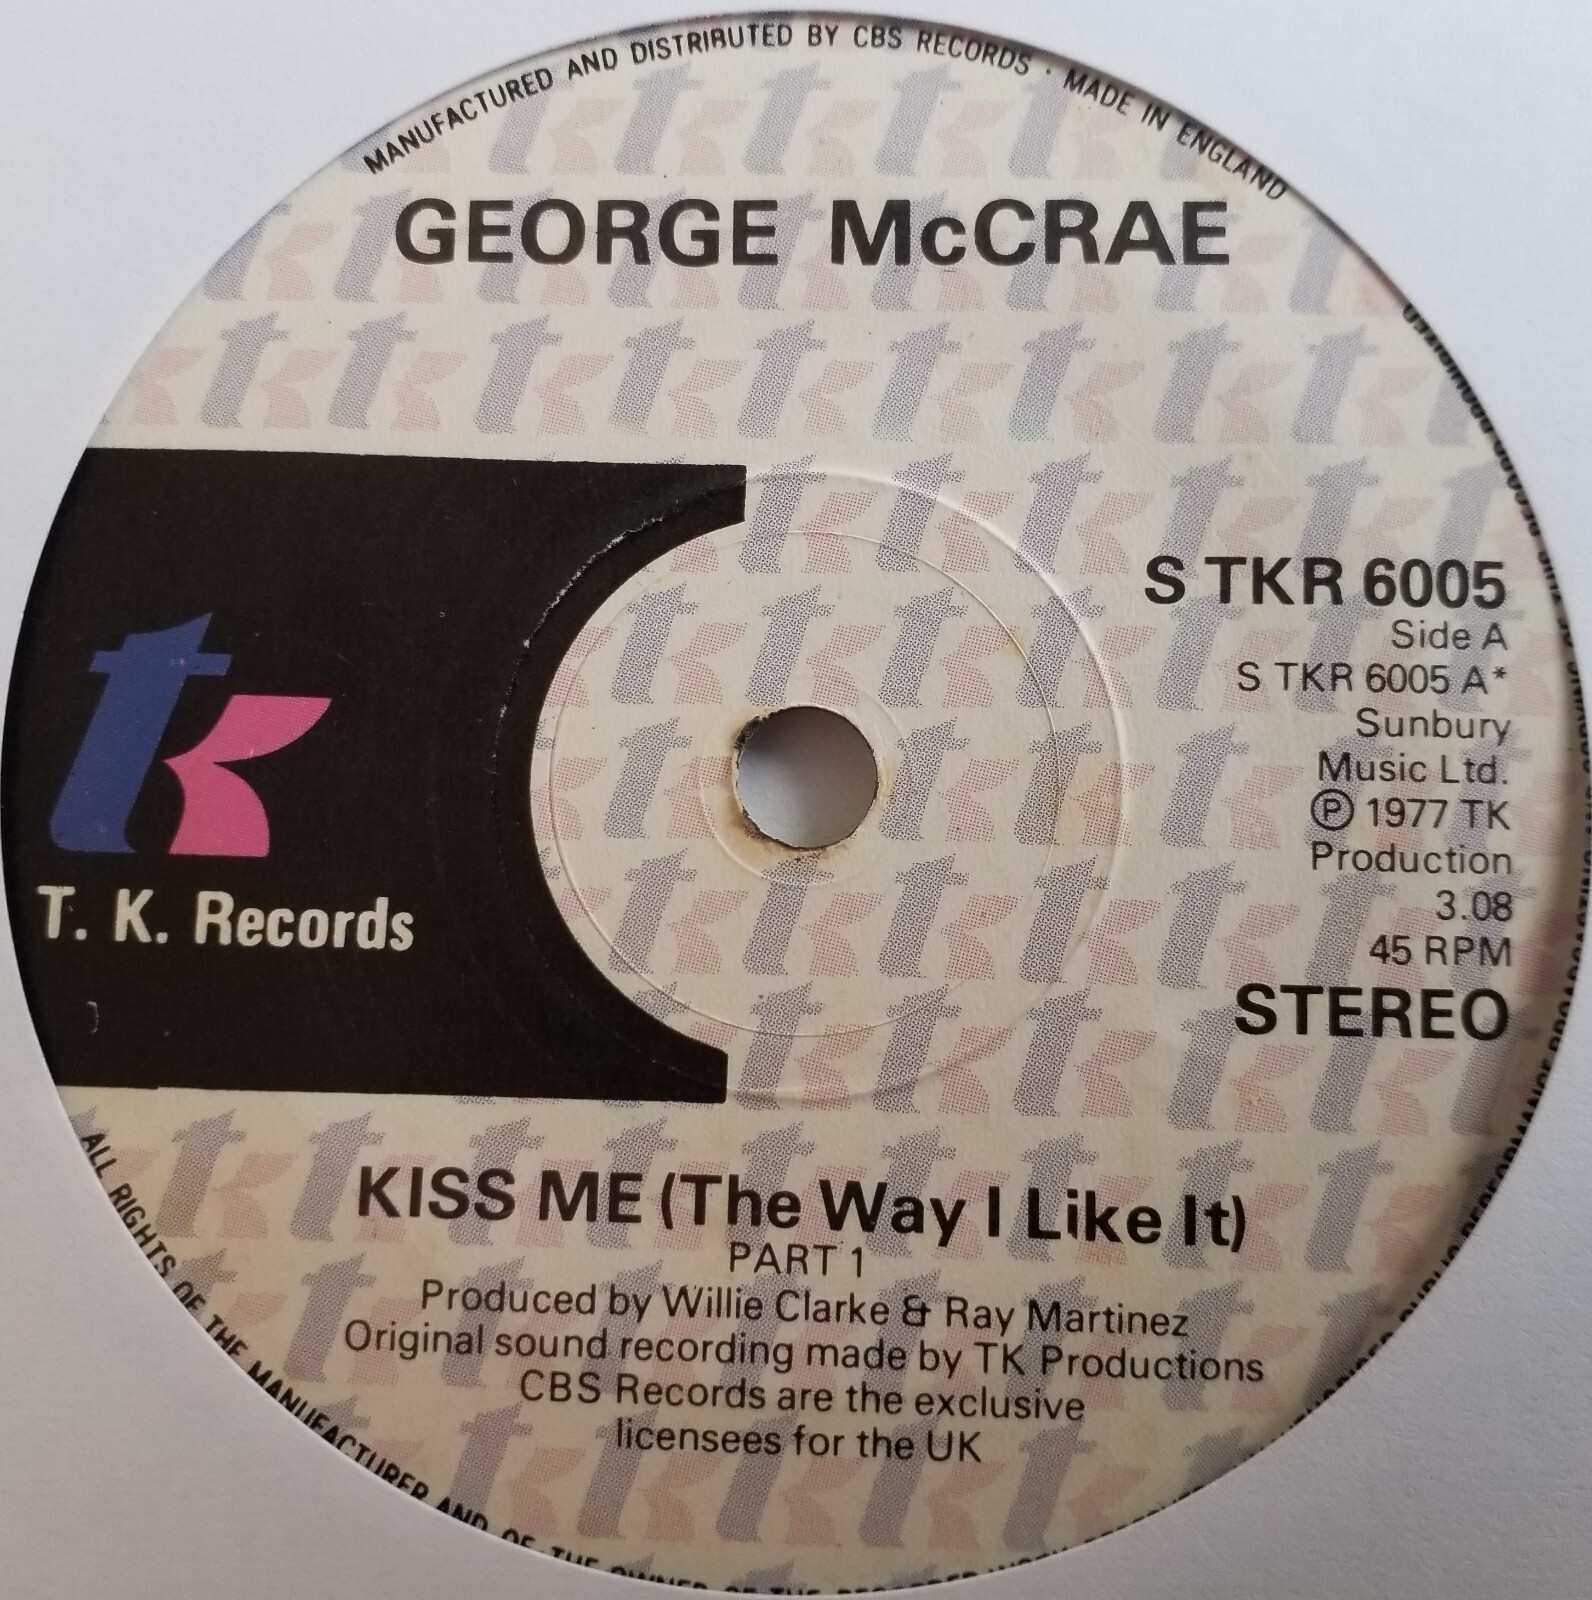 MANUFACTURED AND DISTRIBUTED BY CBS RECORDS · MADE IN ENGLAND
GEORGE McCRAE
S TKR 6005
Side A
S TKR 6005 A*
Sunbury
Music Ltd.
Ⓟ 1977 TK
Production
3.08
45 RPM
STEREO
tk
T. K. Records
KISS ME (The Way I Like It)
PART 1
Produced by Willie Clarke & Ray Martinez
Original sound recording made by TK Productions
CBS Records are the exclusive
licensees for the UK
ALL RIGHTS OF THE MANUFACTURER AND OF THE OWNER OF THE RECORDED WORK